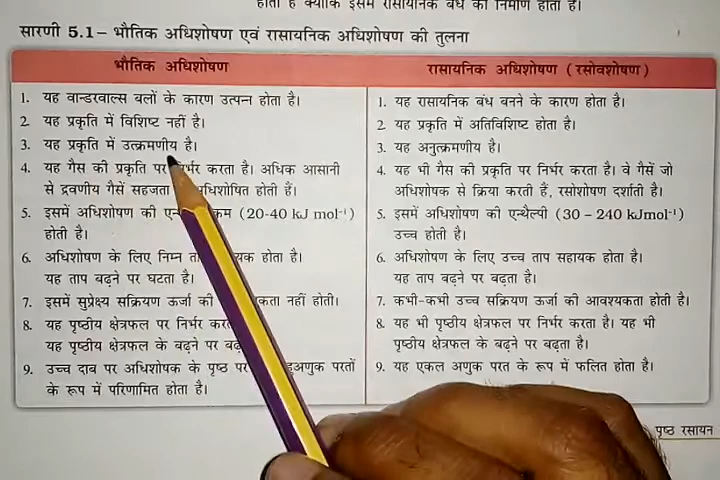 होता है क्योंकि इसमें रासायनिक बंध का निर्माण होता है।
सारणी 5.1– भौतिक अधिशोषण एवं रासायनिक अधिशोषण की तुलना
भौतिक अधिशोषण
1. यह वान्डरवाल्स बलों के कारण उत्पन्न होता है।
2. यह प्रकृति में विशिष्ट नहीं है।
3. यह प्रकृति में उत्क्रमणीय है।
4. यह गैस की प्रकृति पर निर्भर करता है। अधिक आसानी
से द्रवणीय गैसें सहजता धिशोषित होती हैं।
5. इसमें अधिशोषण की (20-40 kJ mol⁻¹)
होती है।
6. अधिशोषण के लिए निम्न यक होता है।
यह ताप बढ़ने पर घटता है।
7. इसमें सुप्रेक्ष्य सक्रियण ऊर्जा की कता नहीं होती।
8. यह पृष्ठीय क्षेत्रफल पर निर्भर
यह पृष्ठीय क्षेत्रफल के बढ़ने पर
9. उच्च दाब पर अधिशोषक के पृष्ठ पर अणुक परतों
के रूप में परिणामित होता है।
रासायनिक अधिशोषण (रसोवशोषण)
1. यह रासायनिक बंध बनने के कारण होता है।
2. यह प्रकृति में अतिविशिष्ट होता है।
3. यह अनुत्क्रमणीय है।
4. यह भी गैस की प्रकृति पर निर्भर करता है। वे गैसें जो
अधिशोषक से क्रिया करती हैं, रसोशोषण दर्शाती है।
5. इसमें अधिशोषण की एन्थैल्पी (30 – 240 kJmol⁻¹)
उच्च होती है।
6. अधिशोषण के लिए उच्च ताप सहायक होता है।
यह ताप बढ़ने पर बढ़ता है।
7. कभी-कभी उच्च सक्रियण ऊर्जा की आवश्यकता होती है।
8. यह भी पृष्ठीय क्षेत्रफल पर निर्भर करता है। यह भी
पृष्ठीय क्षेत्रफल के बढ़ने पर बढ़ता है।
9. यह एकल अणुक परत के रूप में फलित होता है।
पृष्ठ रसायन